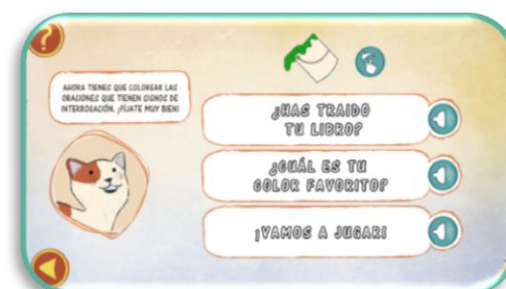 ?
AHORA TIENES QUE COLOREAR LAS
ORACIONES QUE TIENEN SIGNOS DE
INTERROGACIÓN. ¡FÍJATE MUY BIEN!
¿HAS TRAIDO
TU LIBRO?
¿CUÁL ES TU
COLOR FAVORITO?
¡VAMOS A JUGAR!